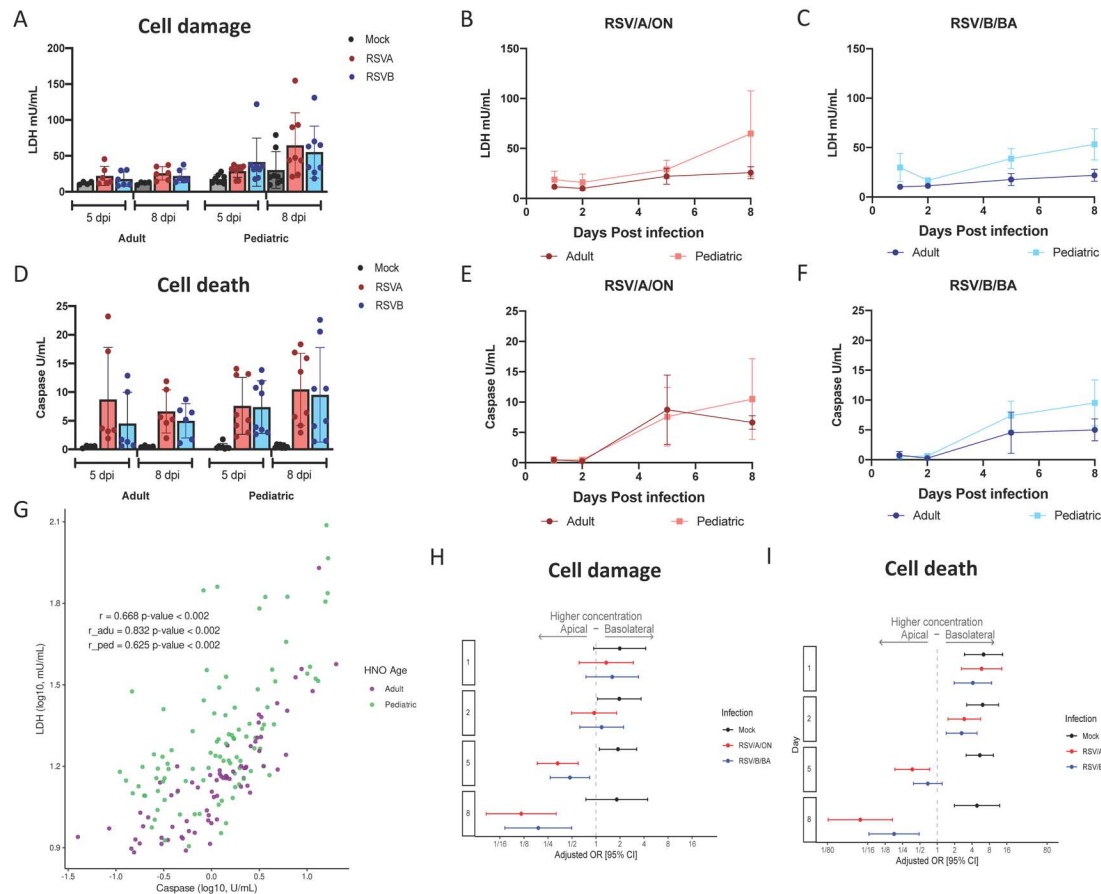 A
Cell damage
Mock
RSVA
RSVB
LDH mU/mL
200
150
100
50
0
5 dpi
8 dpi
5 dpi
8 dpi
Adult
Pediatric
B
RSV/A/ON
LDH mU/mL
150
100
50
0
0
2
4
6
8
Days Post infection
Adult
Pediatric
C
RSV/B/BA
LDH mU/mL
150
100
50
0
0
2
4
6
8
Days Post infection
Adult
Pediatric
D
Cell death
Mock
RSVA
RSVB
Caspase U/mL
25
20
15
10
5
0
5 dpi
8 dpi
5 dpi
8 dpi
Adult
Pediatric
E
RSV/A/ON
Caspase U/mL
25
20
15
10
5
0
0
2
4
6
8
Days Post infection
Adult
Pediatric
F
RSV/B/BA
Caspase U/mL
25
20
15
10
5
0
0
2
4
6
8
Days Post infection
Adult
Pediatric
G
LDH (log10, mU/mL)
2.1
1.8
1.5
1.2
0.9
r = 0.668 p-value < 0.002
r_adu = 0.832 p-value < 0.002
r_ped = 0.625 p-value < 0.002
HNO Age
Adult
Pediatric
-1.5
-1.0
-0.5
0.0
0.5
1.0
Caspase (log10, U/mL)
H
Cell damage
Higher concentration
Apical – Basolateral
1
2
5
8
Infection
Mock
RSV/A/ON
RSV/B/BA
1/16
1/8
1/4
1/2
1
2
4
8
16
Adjusted OR [95% CI]
I
Cell death
Higher concentration
Apical – Basolateral
Day
1
2
5
8
Infection
Mock
RSV/A
RSV/B
1/80
1/16
1/8
1/4
1/2
1
2
4
8
16
80
Adjusted OR [95% CI]